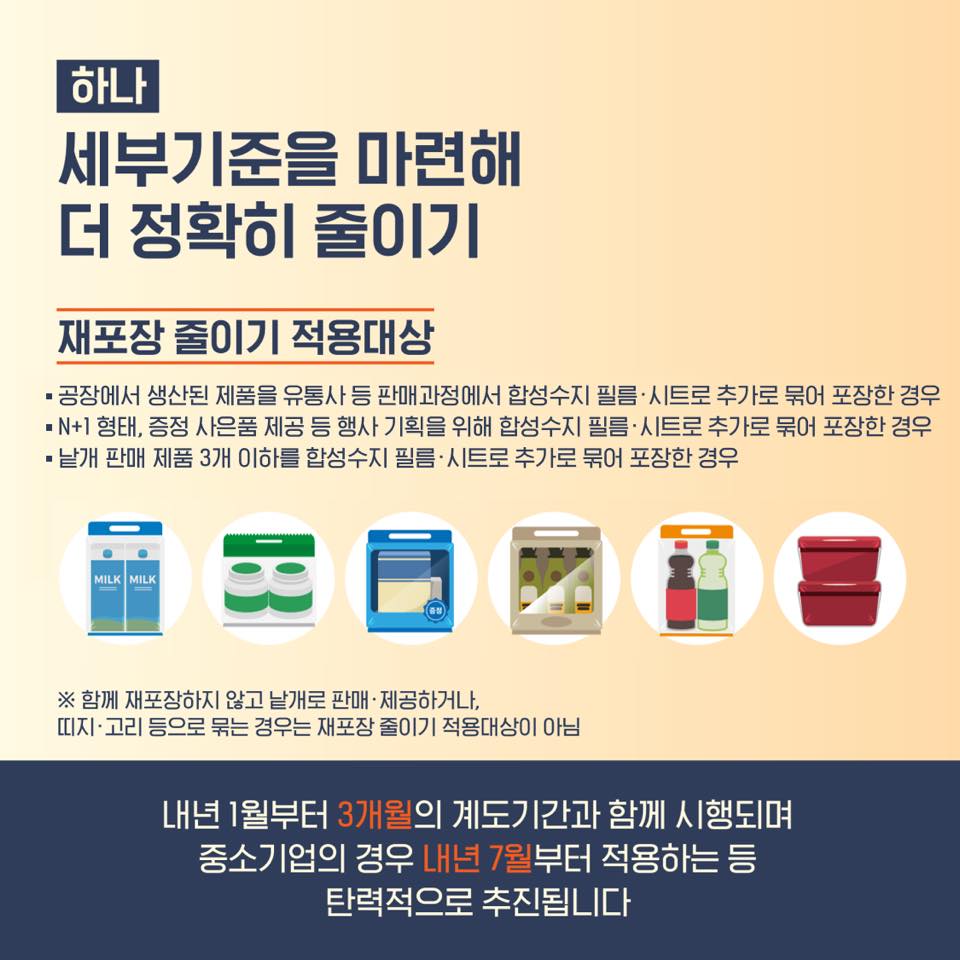 하나
세부기준을 마련해
더 정확히 줄이기
재포장 줄이기 적용대상
▪ 공장에서 생산된 제품을 유통사 등 판매과정에서 합성수지 필름·시트로 추가로 묶어 포장한 경우
▪ N+1 형태, 증정 사은품 제공 등 행사 기획을 위해 합성수지 필름·시트로 추가로 묶어 포장한 경우
▪ 낱개 판매 제품 3개 이하를 합성수지 필름·시트로 추가로 묶어 포장한 경우
MILK MILK
증정
※ 함께 재포장하지 않고 낱개로 판매·제공하거나,
띠지·고리 등으로 묶는 경우는 재포장 줄이기 적용대상이 아님
내년 1월부터 3개월의 계도기간과 함께 시행되며
중소기업의 경우 내년 7월부터 적용하는 등
탄력적으로 추진됩니다